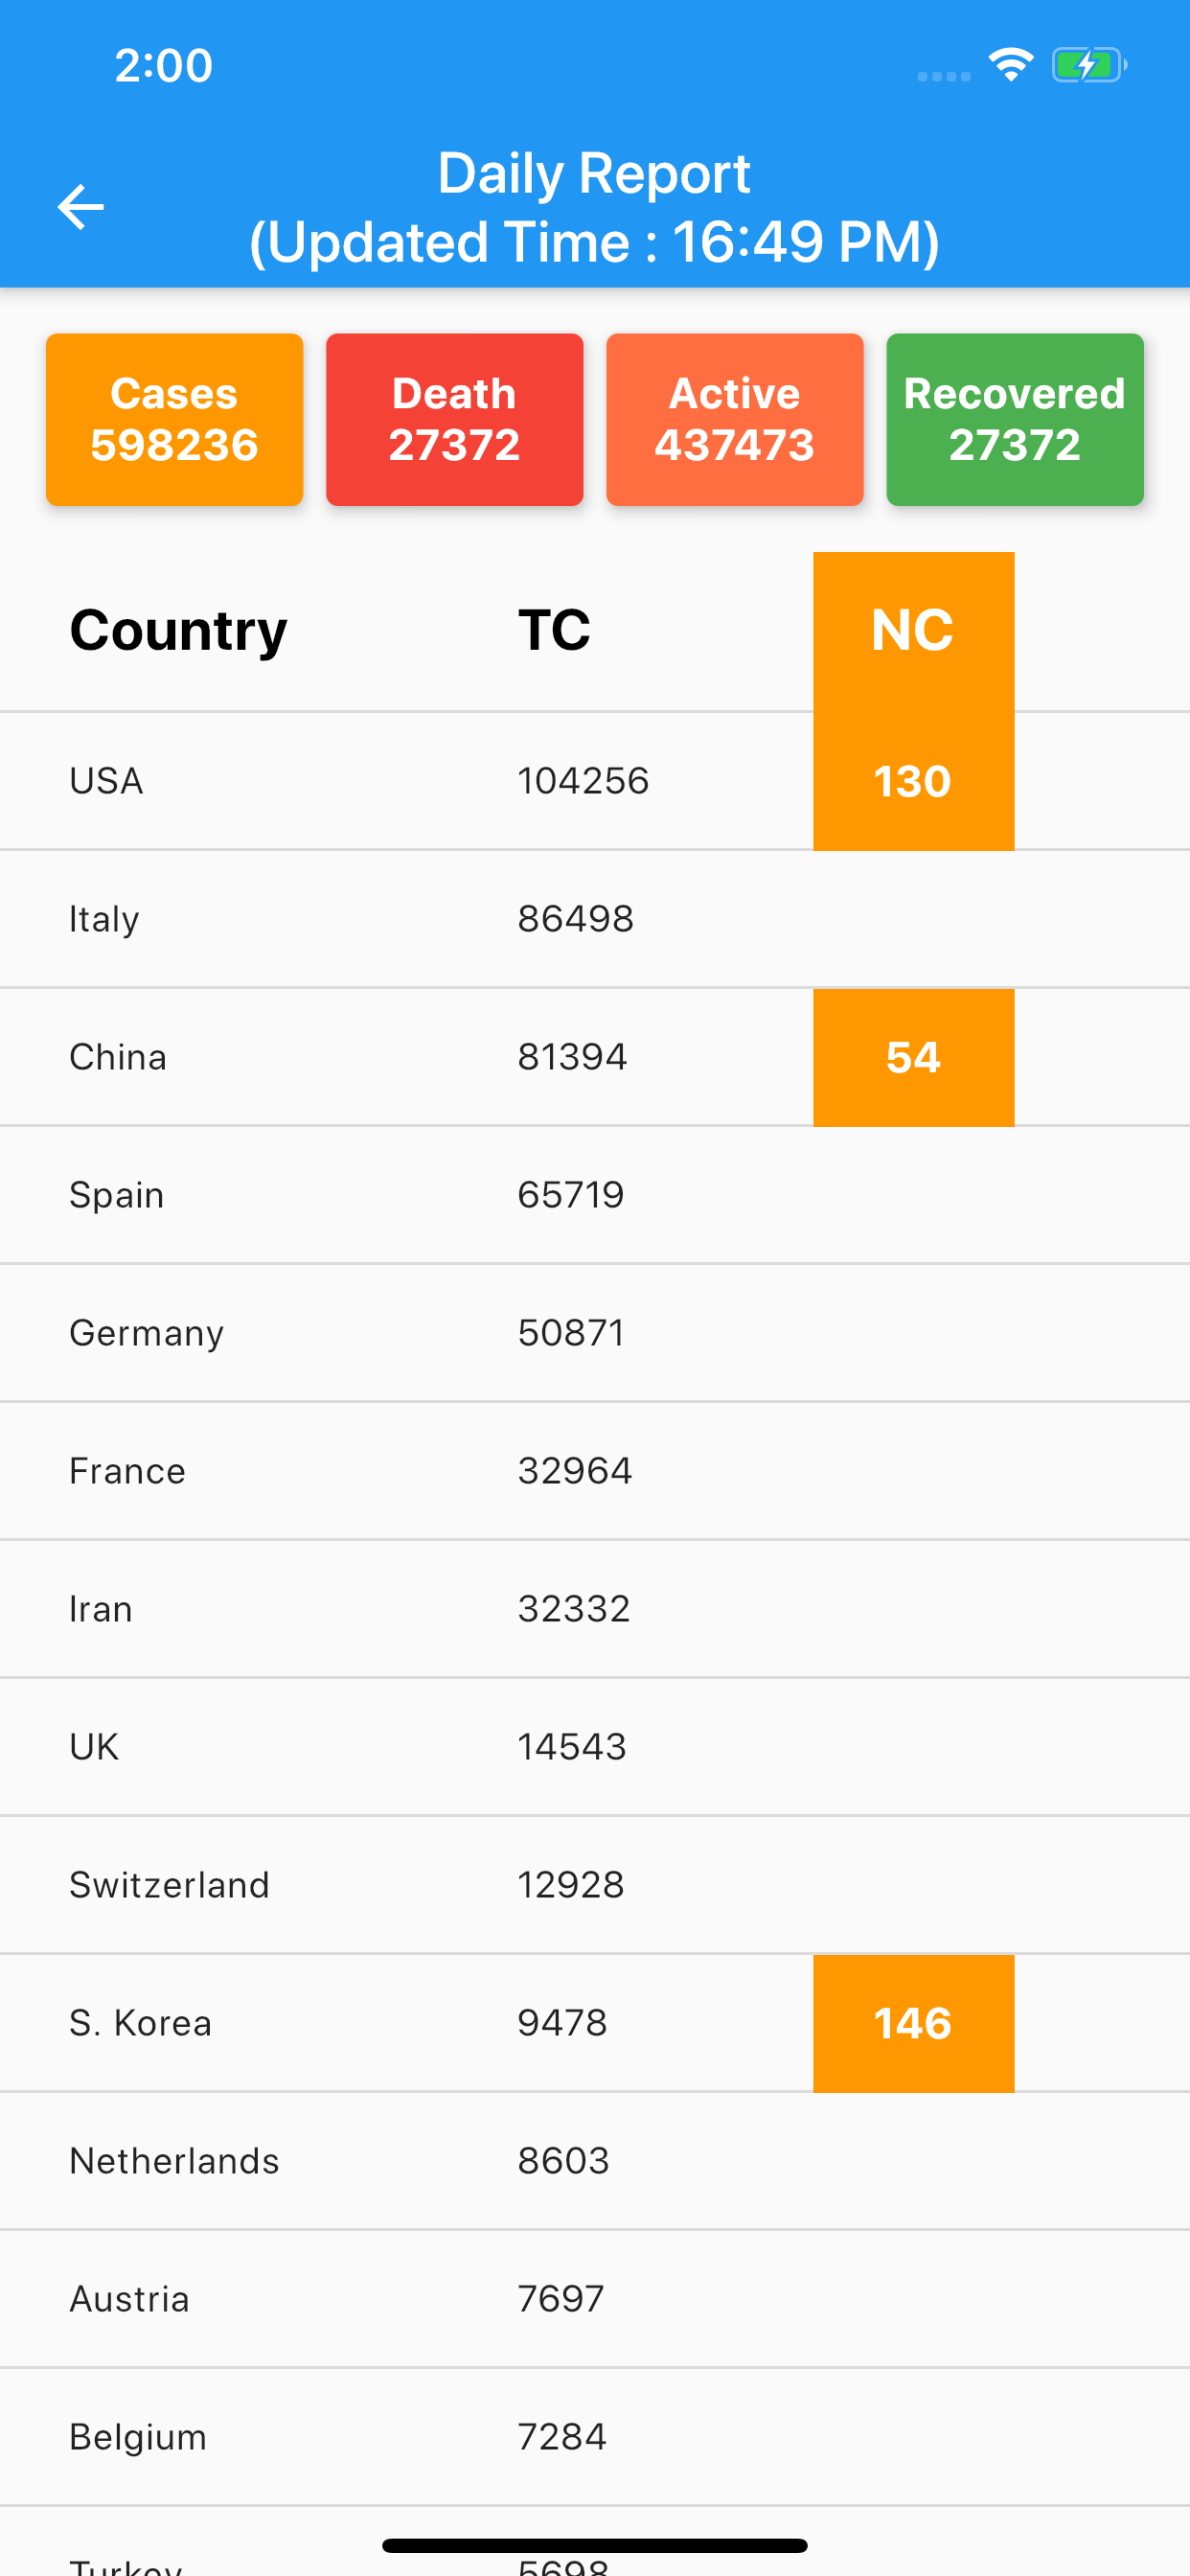 2:00
Daily Report
(Updated Time : 16:49 PM)
Cases
598236
Death
27372
Active
437473
Recovered
27372
Country TC NC
USA 104256 130
Italy 86498
China 81394 54
Spain 65719
Germany 50871
France 32964
Iran 32332
UK 14543
Switzerland 12928
S. Korea 9478 146
Netherlands 8603
Austria 7697
Belgium 7284
Turkey 5698